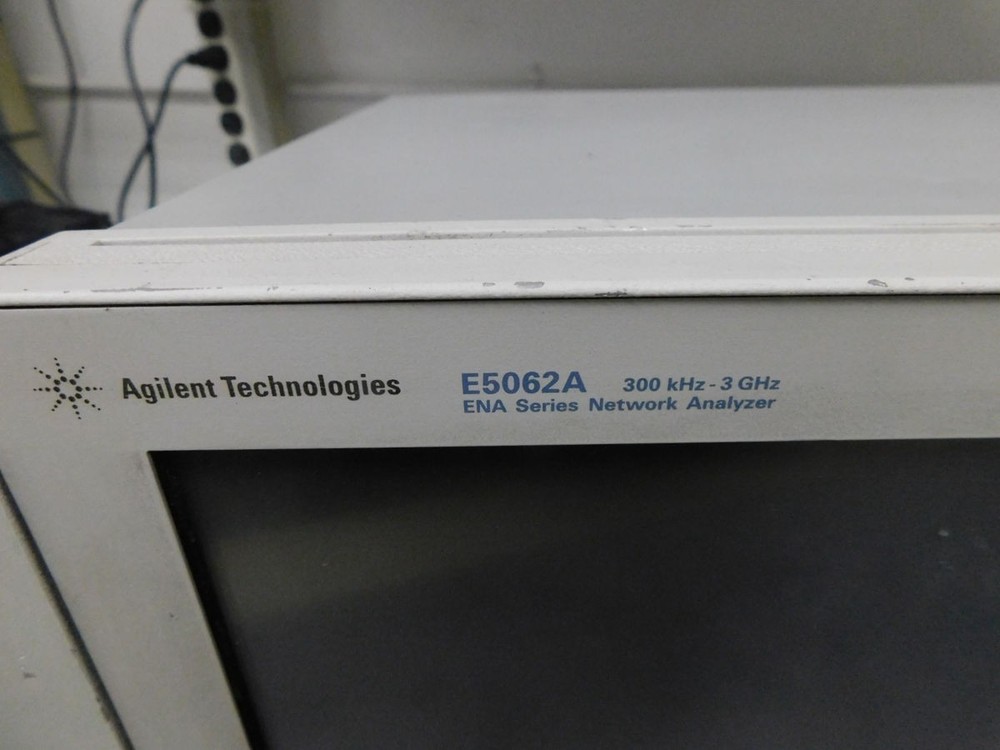 Agilent Technologies
E5062A 300 kHz - 3 GHz
ENA Series Network Analyzer